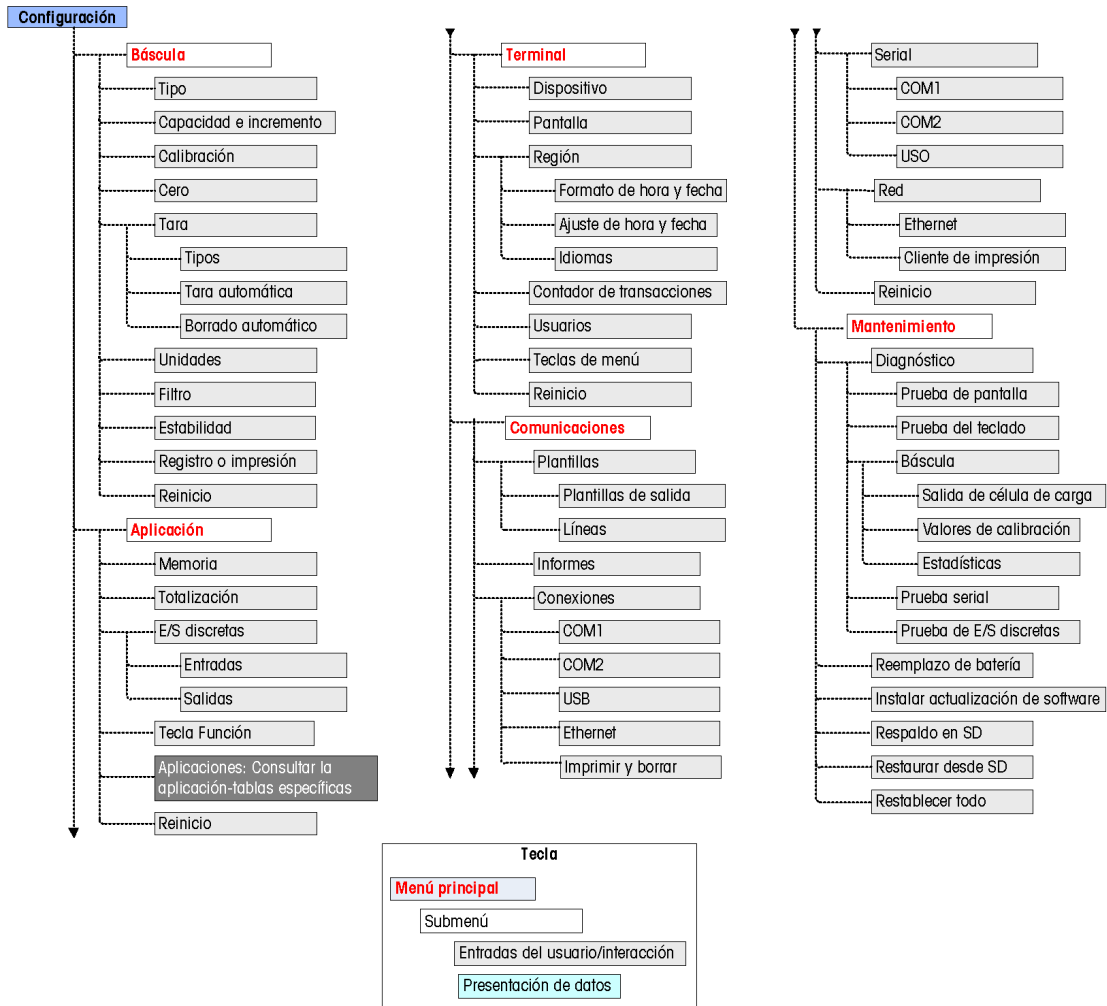 Configuración
Báscula
Tipo
Capacidad e incremento
Calibración
Cero
Tara
Tipos
Tara automática
Borrado automático
Unidades
Filtro
Estabilidad
Registro o impresión
Reinicio
Aplicación
Memoria
Totalización
E/S discretas
Entradas
Salidas
Tecla Función
Aplicaciones: Consultar la
aplicación-tablas específicas
Reinicio
Terminal
Dispositivo
Pantalla
Región
Formato de hora y fecha
Ajuste de hora y fecha
Idiomas
Contador de transacciones
Usuarios
Teclas de menú
Reinicio
Comunicaciones
Plantillas
Plantillas de salida
Líneas
Informes
Conexiones
COM1
COM2
USB
Ethernet
Imprimir y borrar
Serial
COM1
COM2
USO
Red
Ethernet
Cliente de impresión
Reinicio
Mantenimiento
Diagnóstico
Prueba de pantalla
Prueba del teclado
Báscula
Salida de célula de carga
Valores de calibración
Estadísticas
Prueba serial
Prueba de E/S discretas
Reemplazo de batería
Instalar actualización de software
Respaldo en SD
Restaurar desde SD
Restablecer todo
Tecla
Menú principal
Submenú
Entradas del usuario/interacción
Presentación de datos